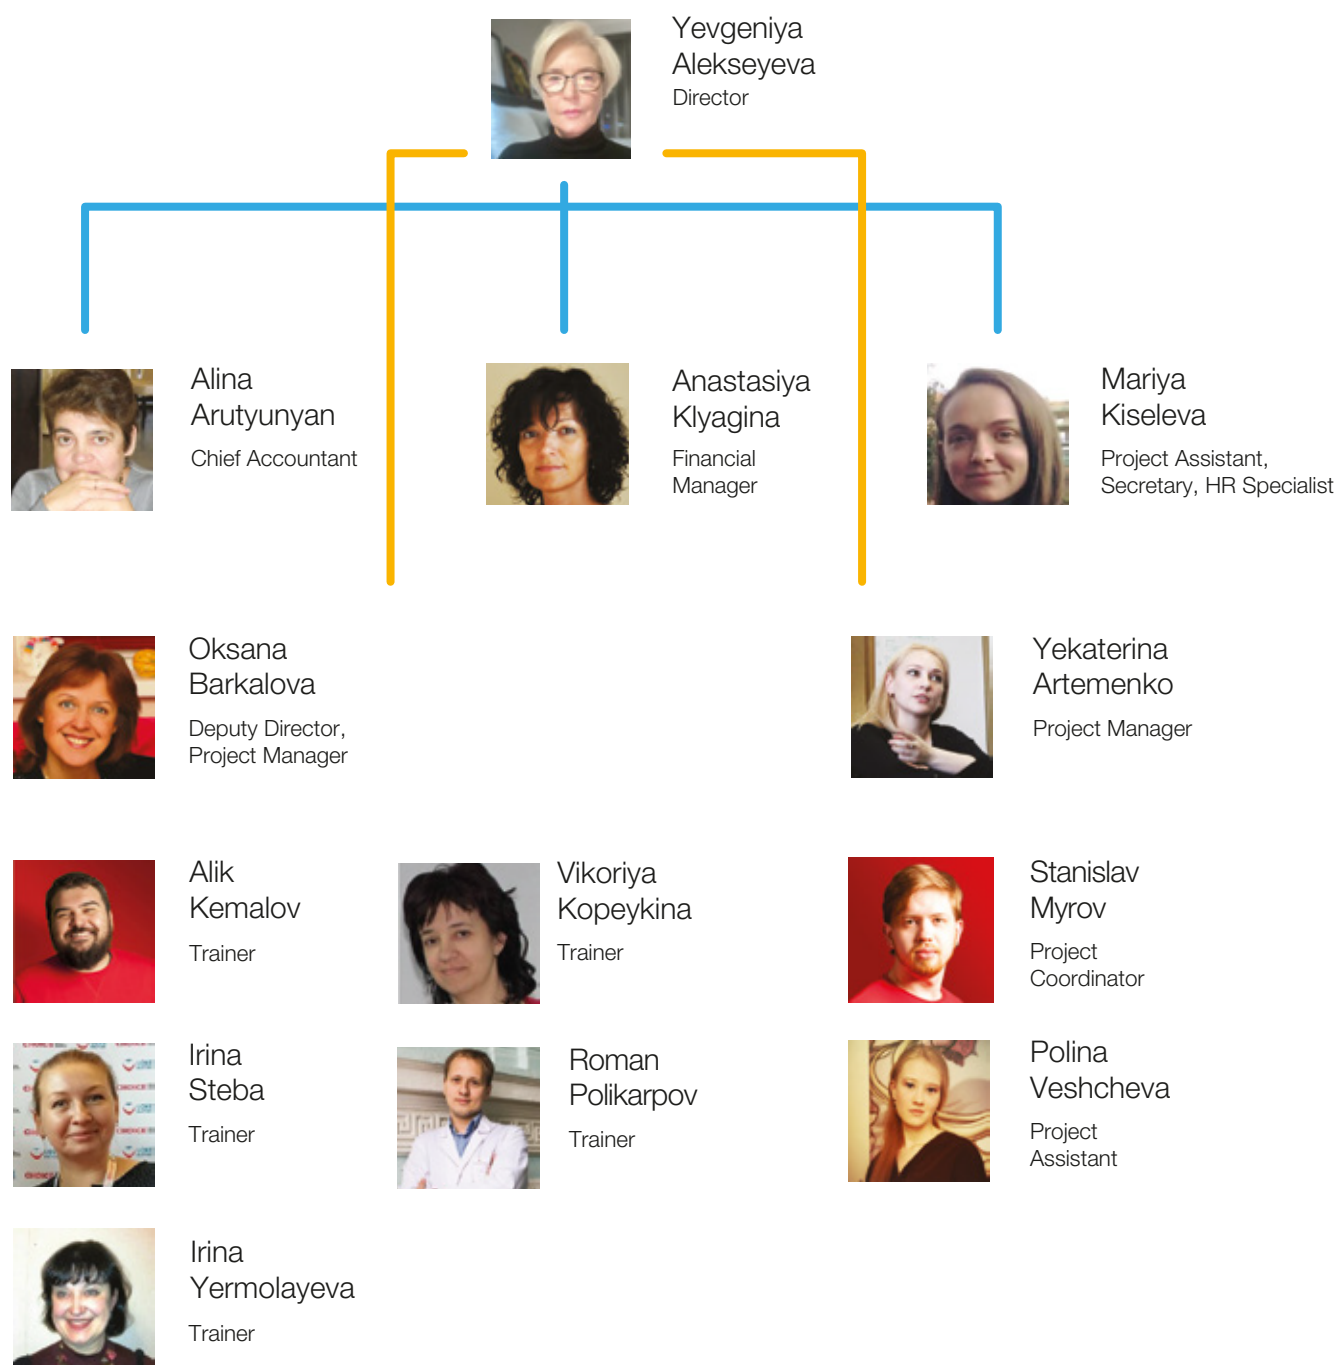 Yevgeniya
Alekseyeva
Director
Alina
Arutyunyan
Chief Accountant
Anastasiya
Klyagina
Financial
Manager
Mariya
Kiseleva
Project Assistant,
Secretary, HR Specialist
Oksana
Barkalova
Deputy Director,
Project Manager
Yekaterina
Artemenko
Project Manager
Alik
Kemalov
Trainer
Vikoriya
Kopeykina
Trainer
Stanislav
Myrov
Project
Coordinator
Irina
Steba
Trainer
Roman
Polikarpov
Trainer
Polina
Veshcheva
Project
Assistant
Irina
Yermolayeva
Trainer